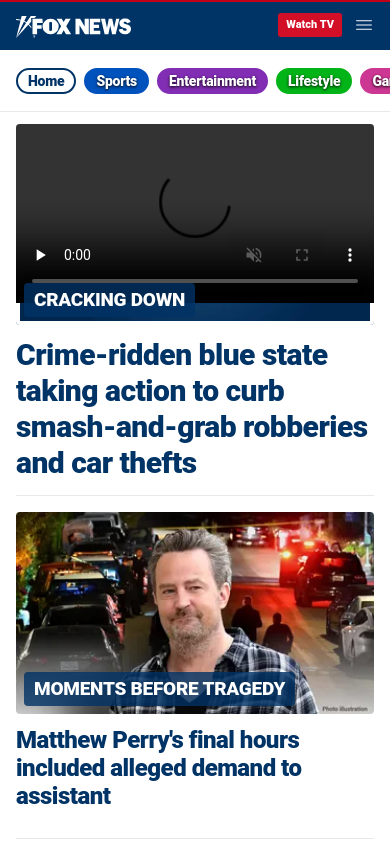 FOX NEWS
Watch TV
Home
Sports
Entertainment
Lifestyle
Ga
0:00
CRACKING DOWN
Crime-ridden blue state
taking action to curb
smash-and-grab robberies
and car thefts
MOMENTS BEFORE TRAGEDY
Photo Illustration
Matthew Perry's final hours
included alleged demand to
assistant